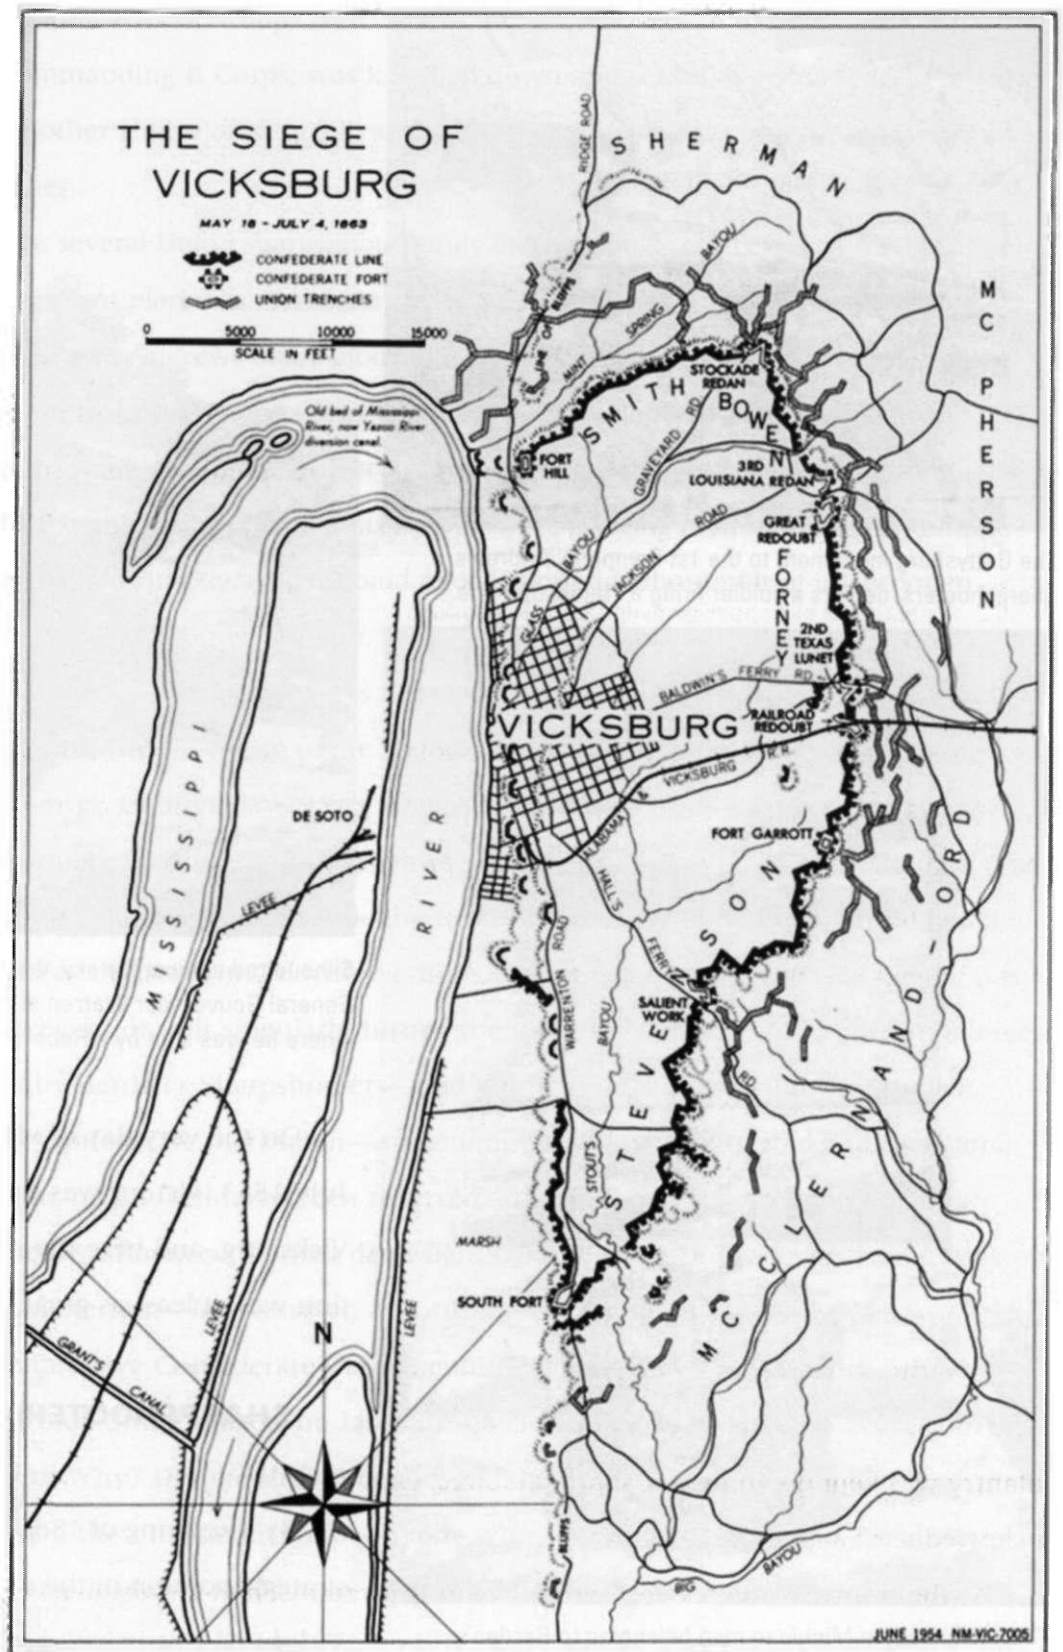 THE SIEGE OF
VICKSBURG
MAY 18 - JULY 4, 1863
CONFEDERATE LINE
CONFEDERATE FORT
UNION TRENCHES
0 5000 10000 15000
SCALE IN FEET
RIDGE ROAD
SHERMAN
MCPHERSON
LINE OF BLUFFS
BAYOU
SPRING
MINT
STOCKADE
REDAN
SMITH
BOWEN
Old bed of Mississippi
River, now Yazoo River
diversion canal.
FORT
HILL
GRAVEYARD RD
3RD
LOUISIANA REDAN
GREAT
REDOUBT
JACKSON ROAD
BAYOU
GLASS
FORNEY
2ND
TEXAS
LUNET
BALDWIN'S FERRY RD
VICKSBURG
RAILROAD
REDOUBT
ALABAMA & VICKSBURG R.R.
MISSISSIPPI
RIVER
DE SOTO
LEVEE
FORT GARROTT
HALL'S FERRY RD
WARRENTON ROAD
STOUT'S BAYOU
SALIENT
WORK
STEVENSON
MCCLERNAND-ORD
MARSH
SOUTH FORT
LEVEE
LEVEE
N
GRANT'S
CANAL
BLUFFS
BIG BAYOU
JUNE 1954 NM-VIC-7005